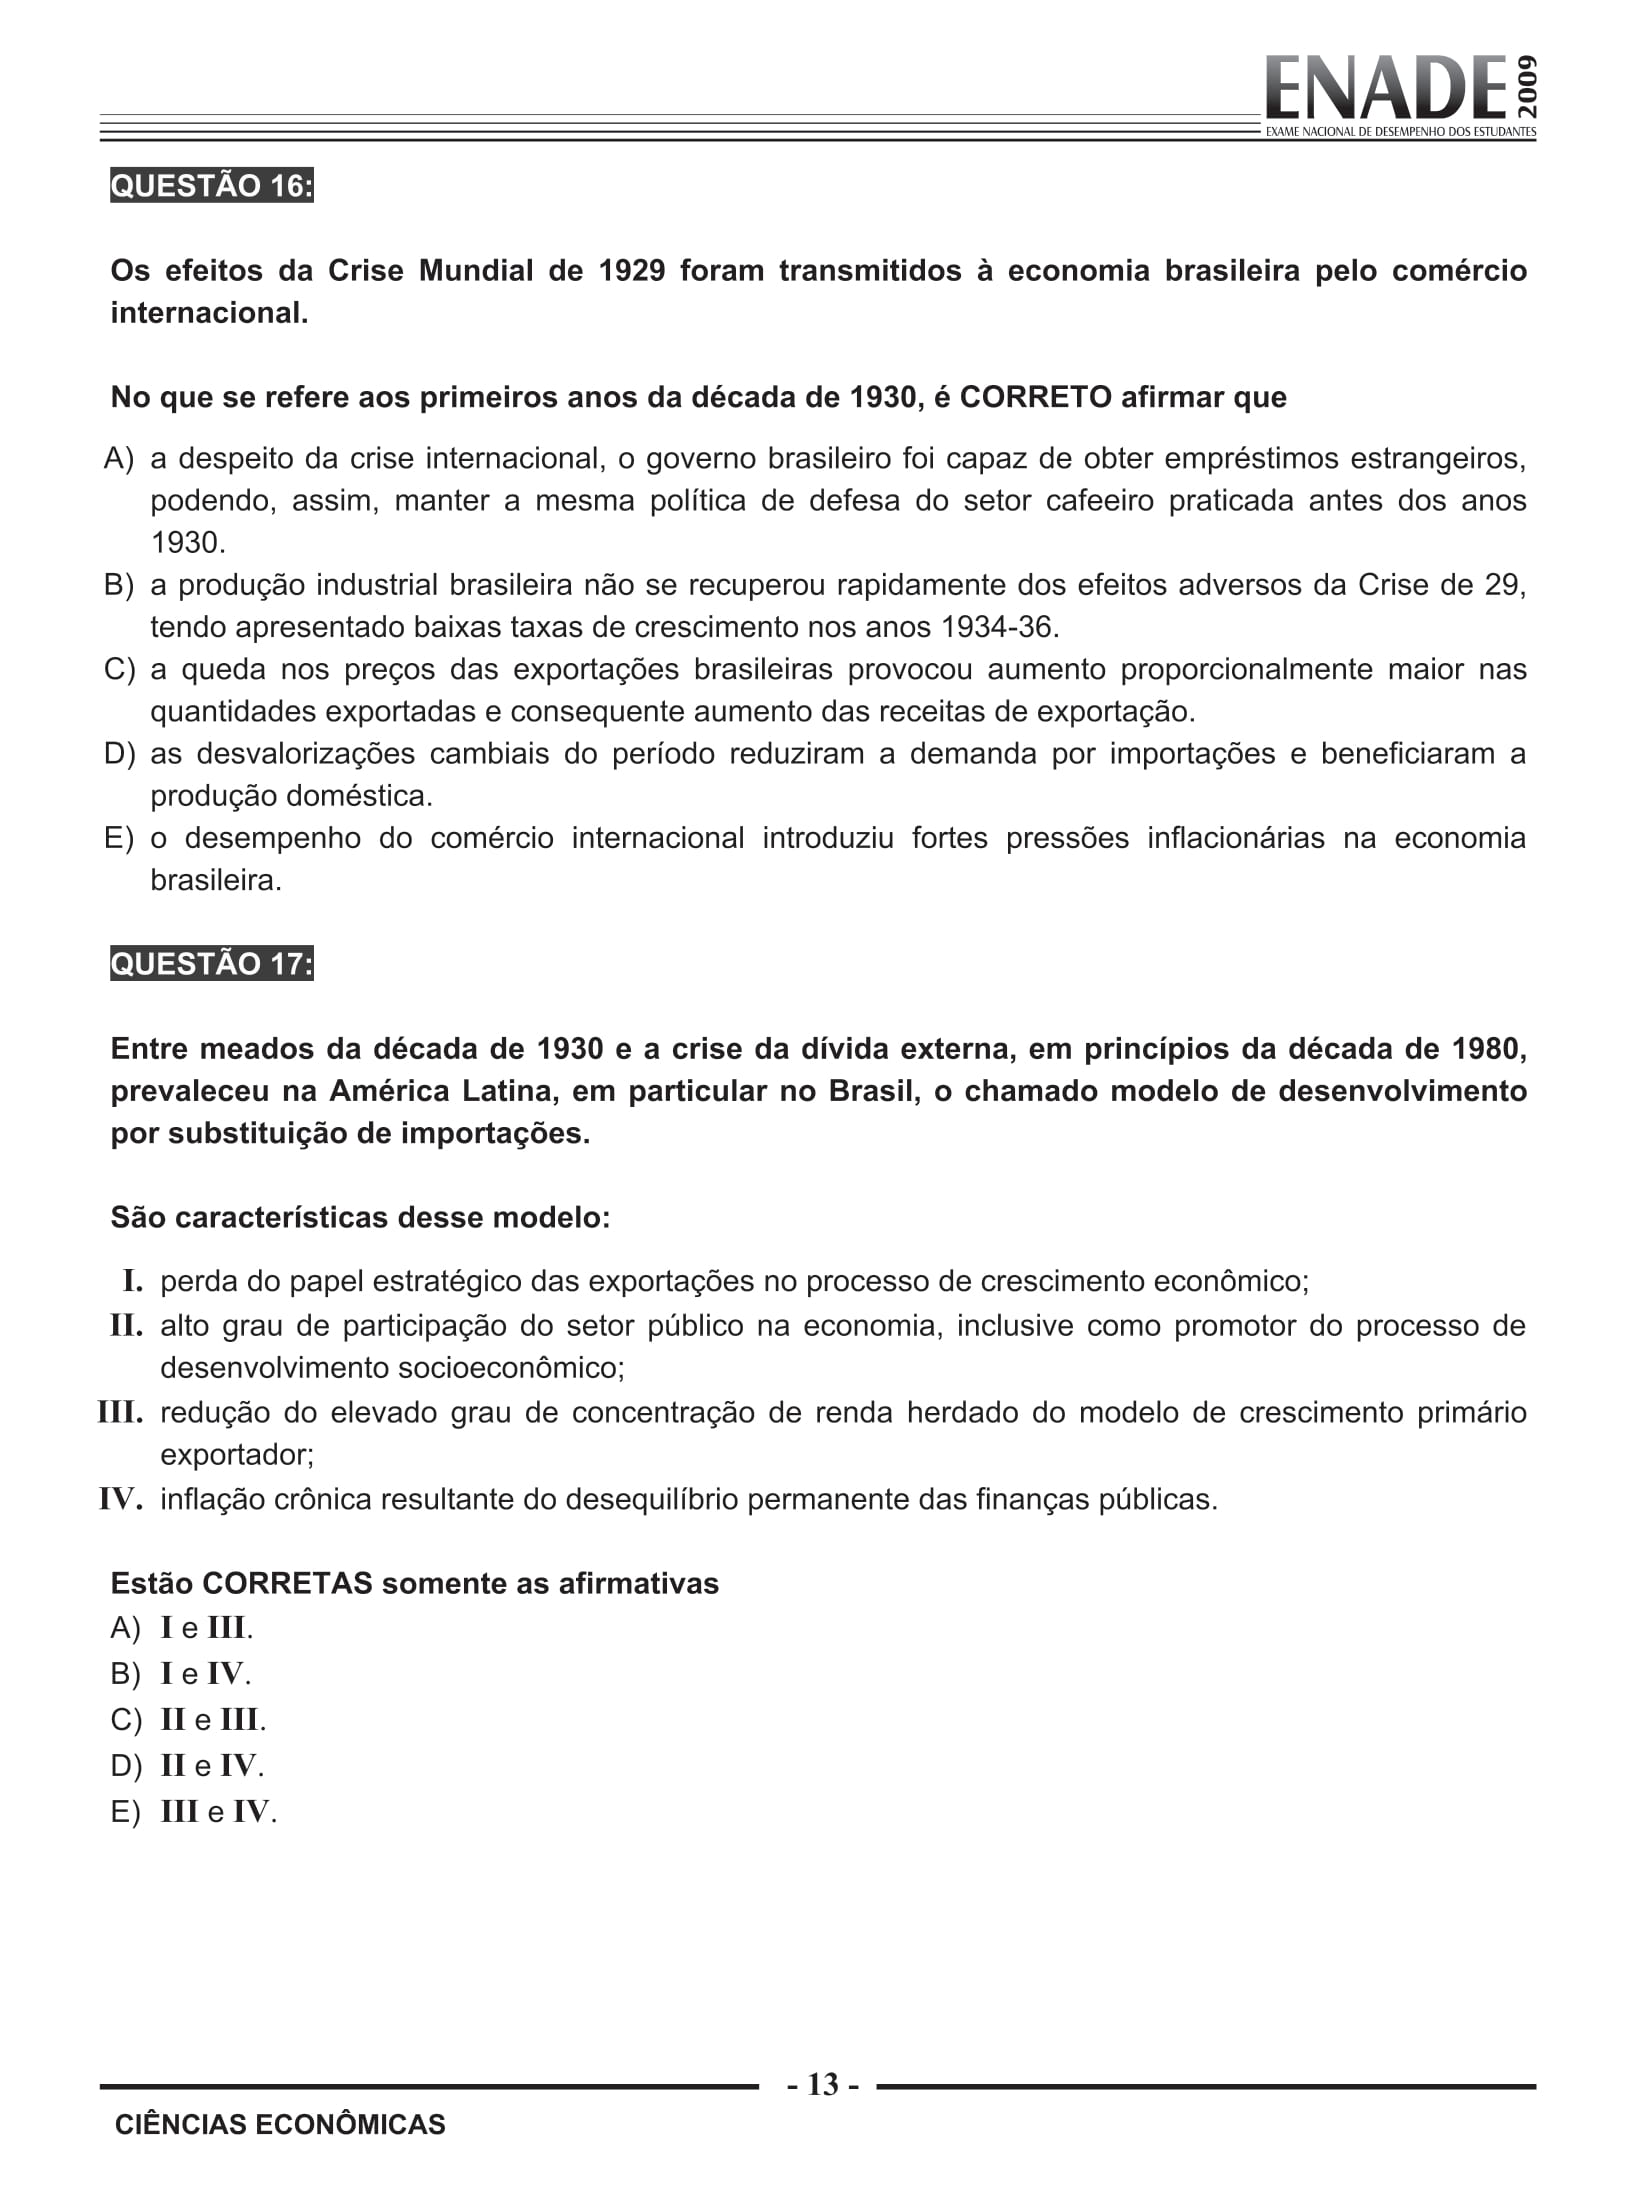 ENADE 2009
EXAME NACIONAL DE DESEMPENHO DOS ESTUDANTES
QUESTÃO 16:
Os efeitos da Crise Mundial de 1929 foram transmitidos à economia brasileira pelo comércio
internacional.
No que se refere aos primeiros anos da década de 1930, é CORRETO afirmar que
A) a despeito da crise internacional, o governo brasileiro foi capaz de obter empréstimos estrangeiros,
podendo, assim, manter a mesma política de defesa do setor cafeeiro praticada antes dos anos
1930.
B) a produção industrial brasileira não se recuperou rapidamente dos efeitos adversos da Crise de 29,
tendo apresentado baixas taxas de crescimento nos anos 1934-36.
C) a queda nos preços das exportações brasileiras provocou aumento proporcionalmente maior nas
quantidades exportadas e consequente aumento das receitas de exportação.
D) as desvalorizações cambiais do período reduziram a demanda por importações e beneficiaram a
produção doméstica.
E) o desempenho do comércio internacional introduziu fortes pressões inflacionárias na economia
brasileira.
QUESTÃO 17:
Entre meados da década de 1930 e a crise da dívida externa, em princípios da década de 1980,
prevaleceu na América Latina, em particular no Brasil, o chamado modelo de desenvolvimento
por substituição de importações.
São características desse modelo:
I. perda do papel estratégico das exportações no processo de crescimento econômico;
II. alto grau de participação do setor público na economia, inclusive como promotor do processo de
desenvolvimento socioeconômico;
III. redução do elevado grau de concentração de renda herdado do modelo de crescimento primário
exportador;
IV. inflação crônica resultante do desequilíbrio permanente das finanças públicas.
Estão CORRETAS somente as afirmativas
A) I e III.
B) I e IV.
C) II e III.
D) II e IV.
E) III e IV.
- 13 -
CIÊNCIAS ECONÔMICAS